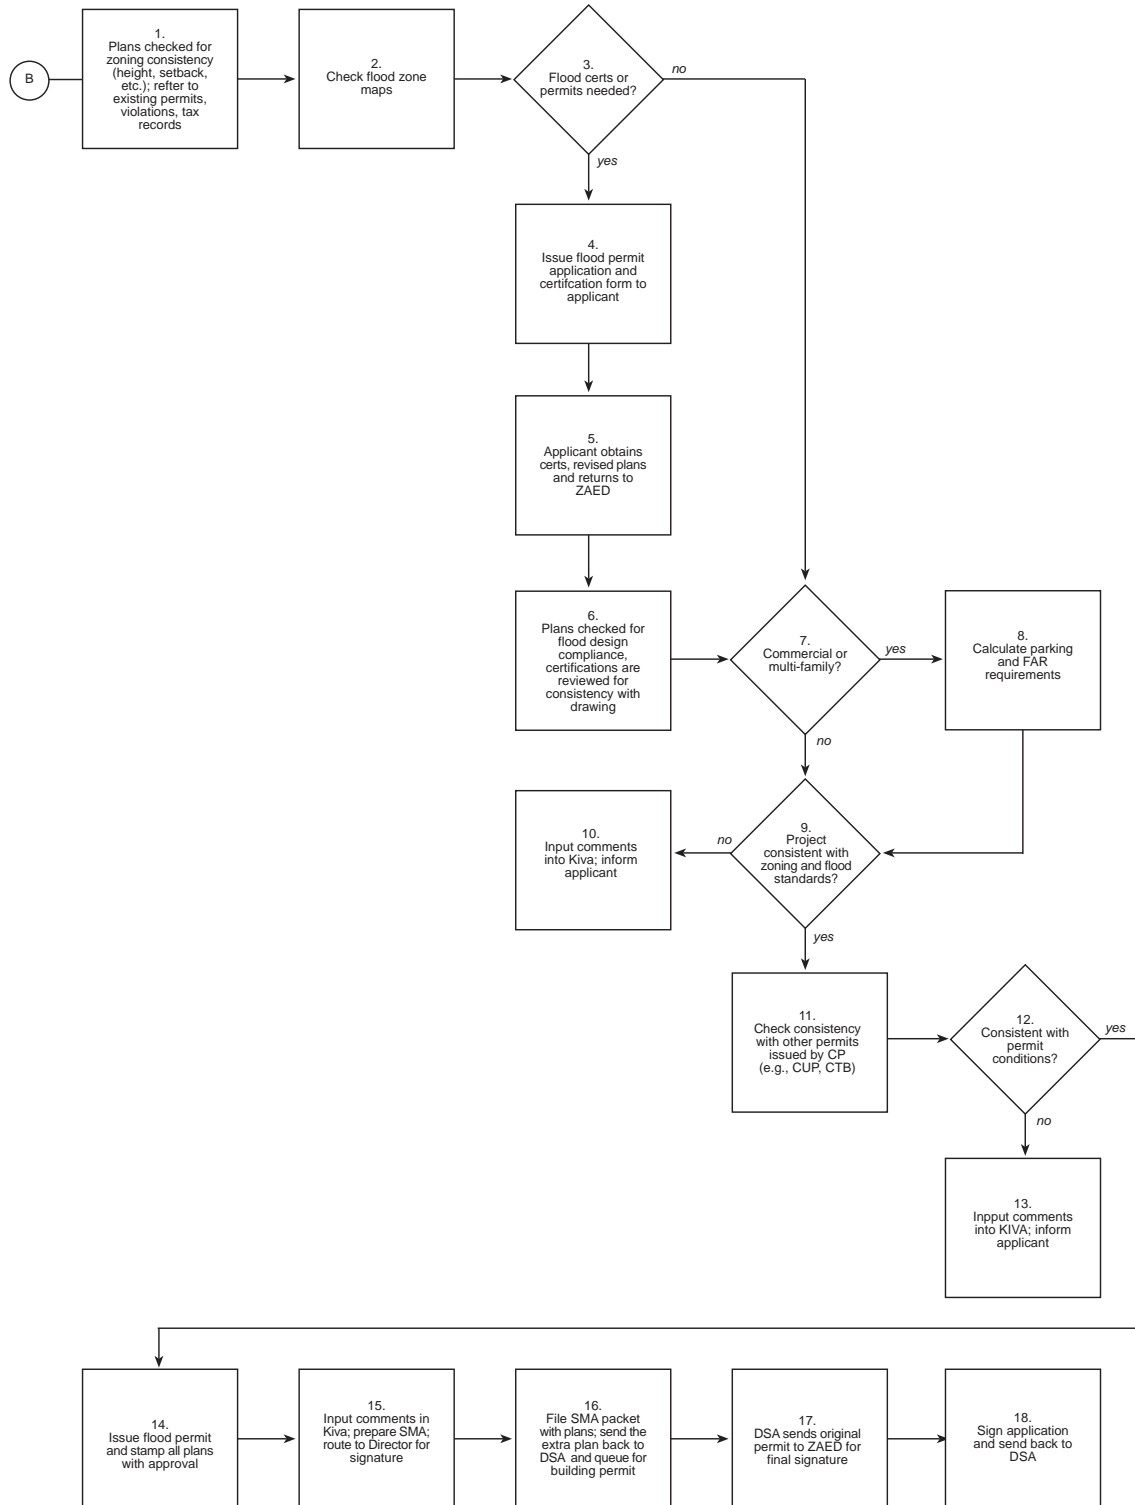 B
1.
Plans checked for
zoning consistency
(height, setback,
etc.); refter to
existing permits,
violations, tax
records
2.
Check flood zone
maps
3.
Flood certs or
permits needed?
no
yes
4.
Issue flood permit
application and
certifcation form to
applicant
5.
Applicant obtains
certs, revised plans
and returns to
ZAED
6.
Plans checked for
flood design
compliance,
certifications are
reviewed for
consistency with
drawing
7.
Commercial or
multi-family?
yes
no
8.
Calculate parking
and FAR
requirements
9.
Project
consistent with
zoning and flood
standards?
no
yes
10.
Input comments
into Kiva; inform
applicant
11.
Check consistency
with other permits
issued by CP
(e.g., CUP, CTB)
12.
Consistent with
permit
conditions?
yes
no
13.
Inpput comments
into KIVA; inform
applicant
14.
Issue flood permit
and stamp all plans
with approval
15.
Input comments in
Kiva; prepare SMA;
route to Director for
signature
16.
File SMA packet
with plans; send the
extra plan back to
DSA and queue for
building permit
17.
DSA sends original
permit to ZAED for
final signature
18.
Sign application
and send back to
DSA